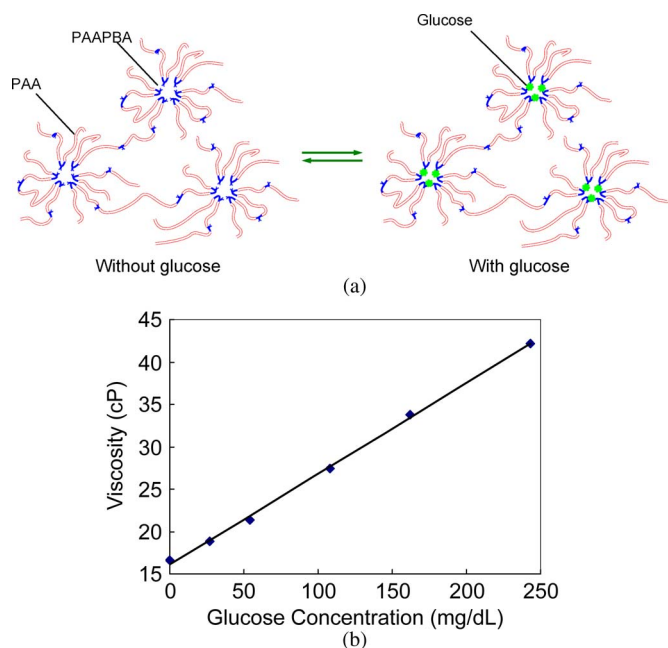 PAAPBA
Glucose
PAA
Without glucose
With glucose
(a)
45
40
35
30
25
20
15
Viscosity (cP)
0 50 100 150 200 250
Glucose Concentration (mg/dL)
(b)